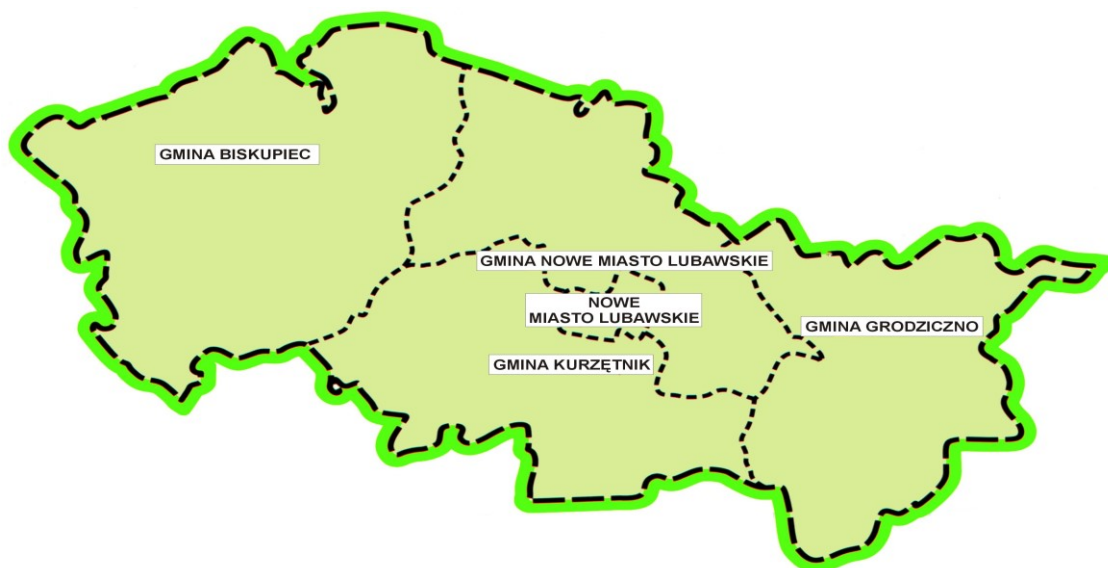 GMINA BISKUPIEC
GMINA NOWE MIASTO LUBAWSKIE
NOWE
MIASTO LUBAWSKIE
GMINA GRODZICZNO
GMINA KURZĘTNIK